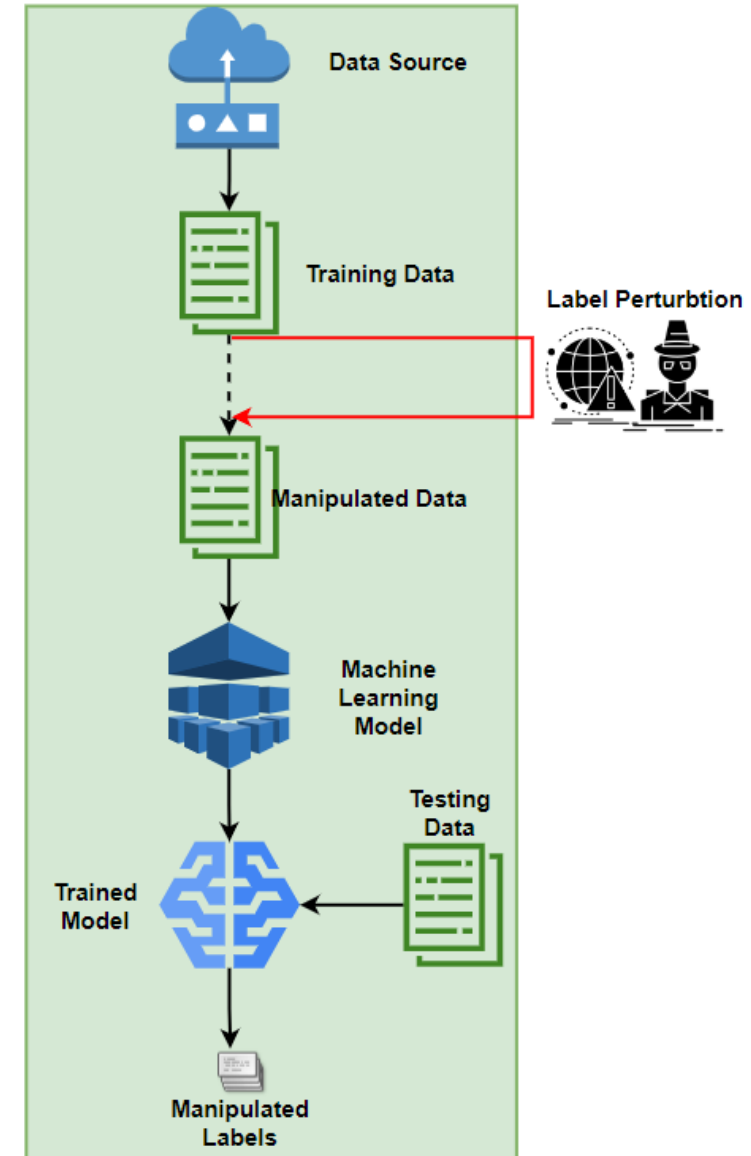 Data Source
Training Data
Label Perturbtion
Manipulated Data
Machine
Learning
Model
Testing
Data
Trained
Model
Manipulated
Labels